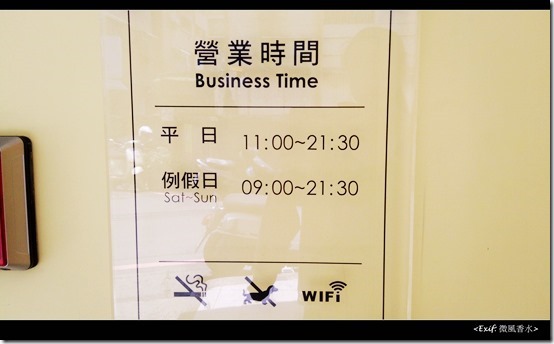 營業時間
Business Time
平 日 11:00~21:30
例假日 09:00~21:30
Sat~Sun
WIFi
<Exif: 微風香水>